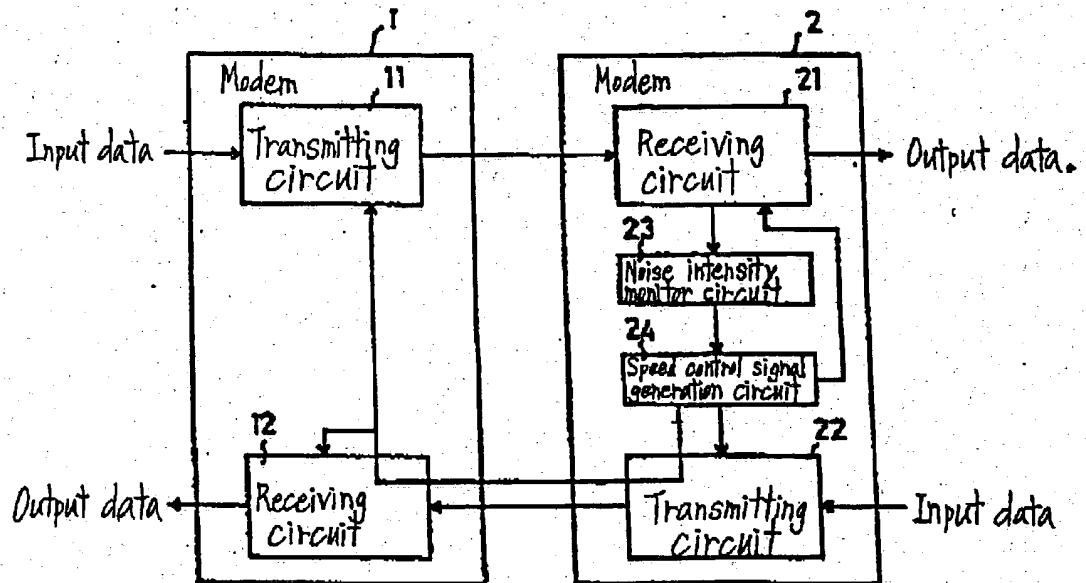 1
2
Modem
11
Modem
21
Input data
Transmitting
circuit
Receiving
circuit
Output data.
23
Noise intensity
monitor circuit
24
Speed control signal
generation circuit
12
22
Output data
Receiving
circuit
Transmitting
circuit
Input data